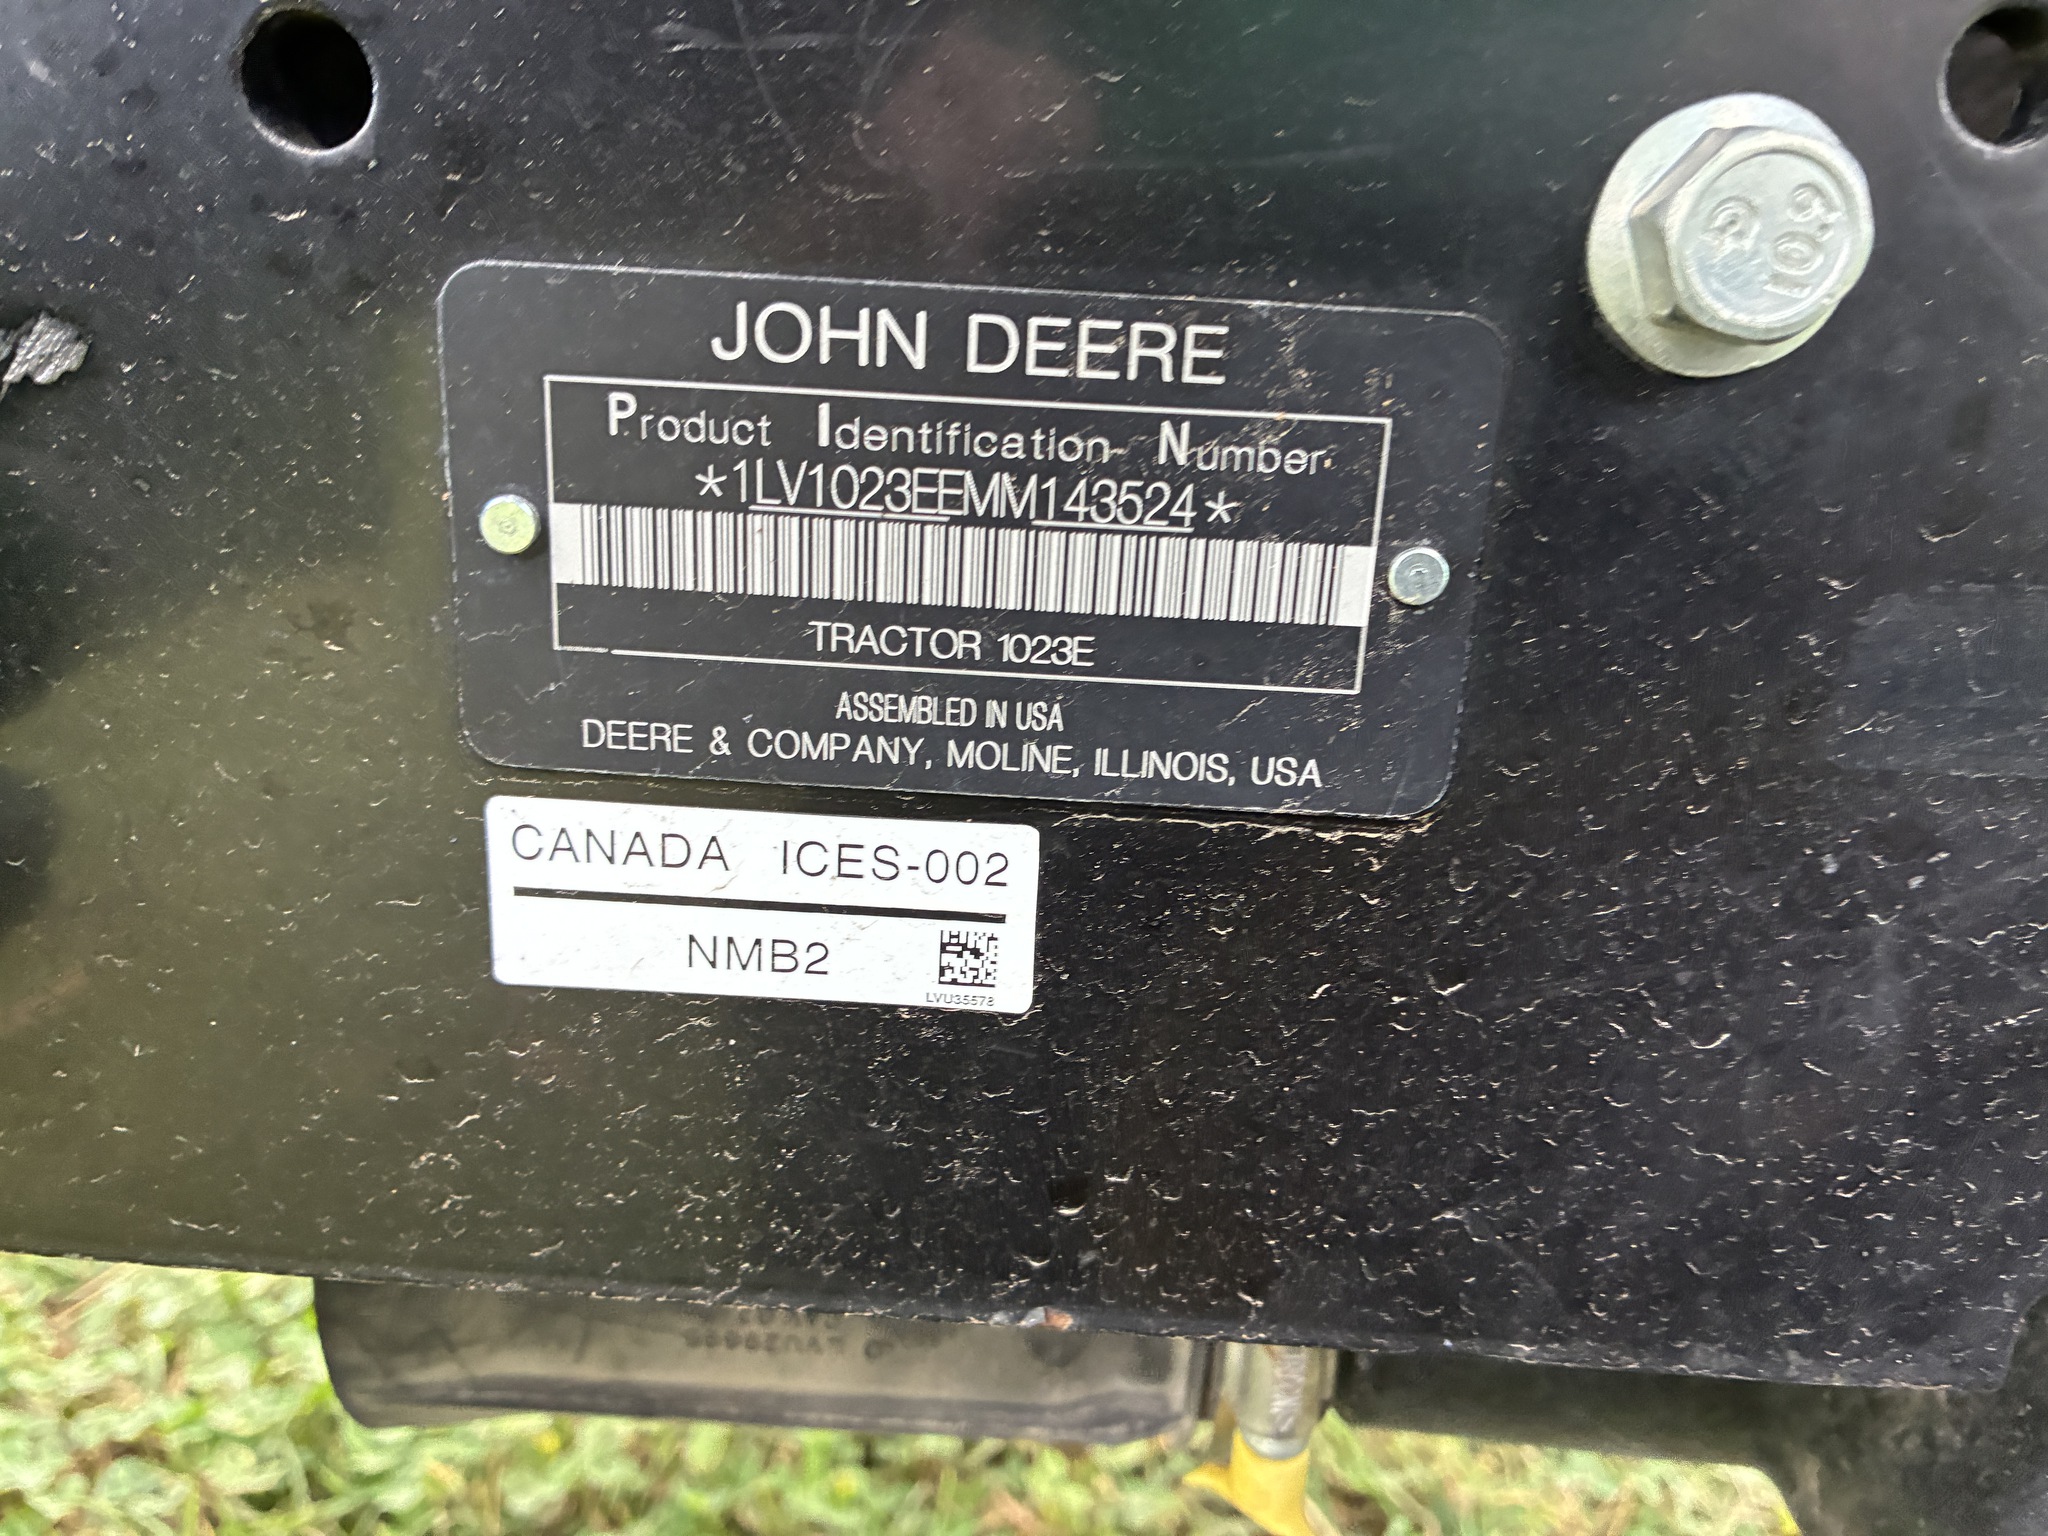 JOHN DEERE
Product Identification Number
*1LV1023EEMM143524*
TRACTOR 1023E
ASSEMBLED IN USA
DEERE & COMPANY, MOLINE, ILLINOIS, USA
CANADA ICES-002
NMB2
LVU35578